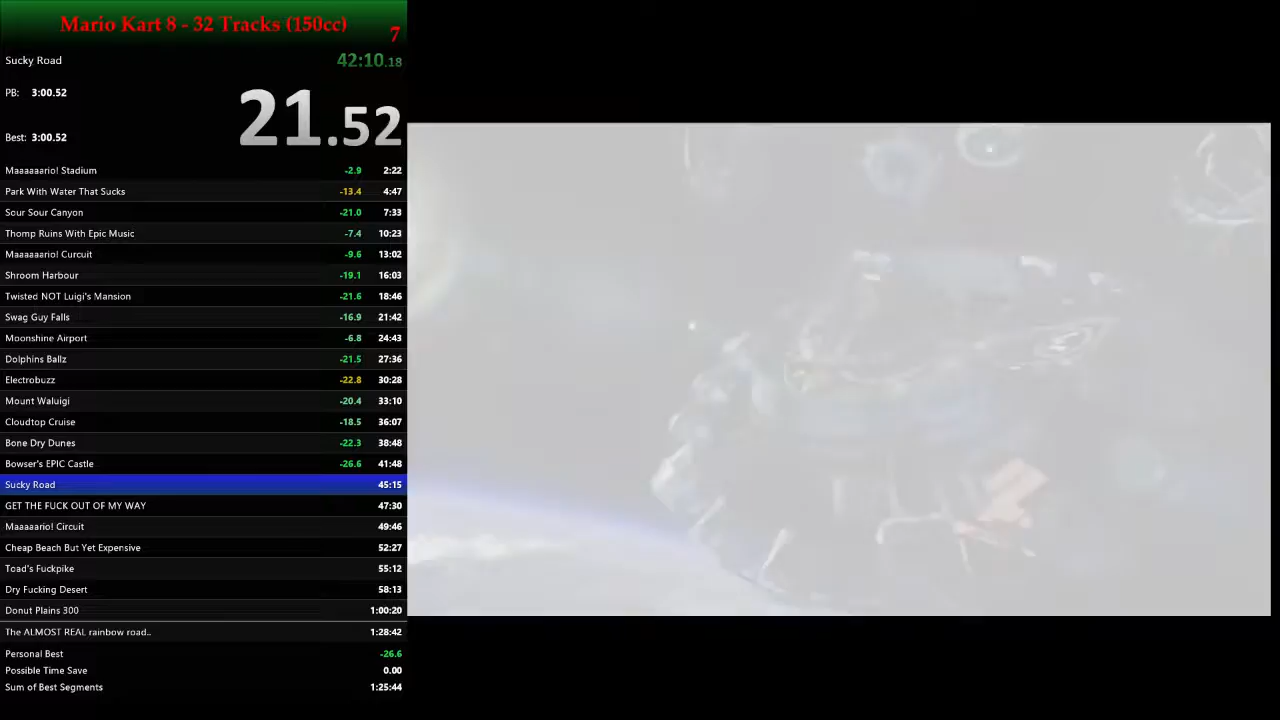 Mario Kart 8 - 32 Tracks (150cc)
7
Sucky Road 42:10.18
PB: 3:00.52
21.52
Best: 3:00.52
Maaaaario! Stadium -2.9 2:22
Park With Water That Sucks -13.4 4:47
Sour Sour Canyon -21.0 7:33
Thomp Ruins With Epic Music -7.4 10:23
Maaaaario! Curcuit -9.6 13:02
Shroom Harbour -19.1 16:03
Twisted NOT Luigi's Mansion -21.6 18:46
Swag Guy Falls -16.9 21:42
Moonshine Airport -6.8 24:43
Dolphins Ballz -21.5 27:36
Electrobuzz -22.8 30:28
Mount Waluigi -20.4 33:10
Cloudtop Cruise -18.5 36:07
Bone Dry Dunes -22.3 38:48
Bowser's EPIC Castle -26.6 41:48
Sucky Road 45:15
GET THE FUCK OUT OF MY WAY 47:30
Maaaaario! Circuit 49:46
Cheap Beach But Yet Expensive 52:27
Toad's Fuckpike 55:12
Dry Fucking Desert 58:13
Donut Plains 300 1:00:20
The ALMOST REAL rainbow road.. 1:28:42
Personal Best -26.6
Possible Time Save 0.00
Sum of Best Segments 1:25:44